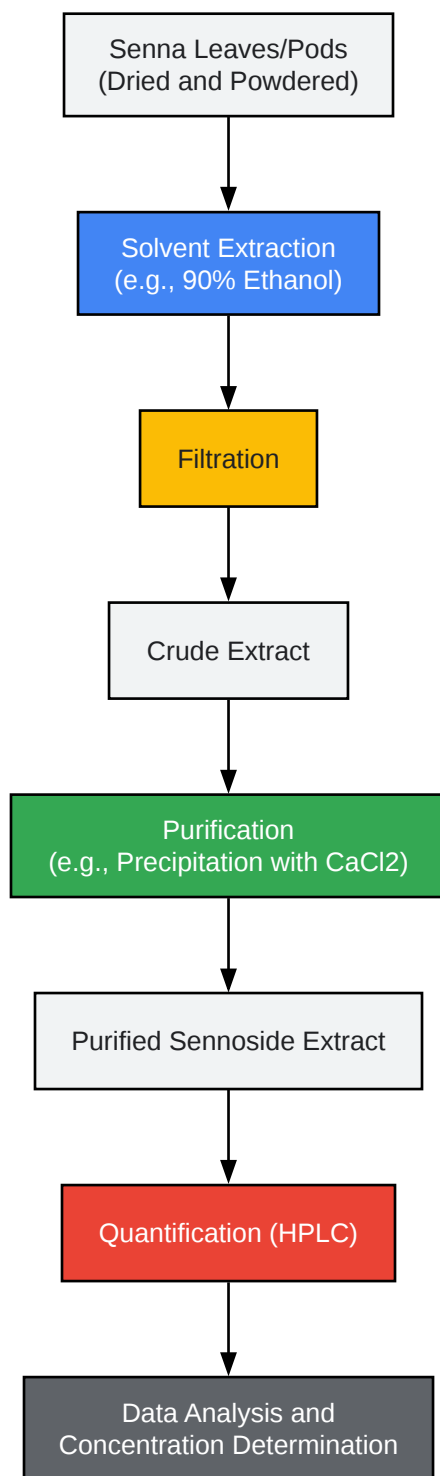 Senna Leaves/Pods
(Dried and Powdered)
Solvent Extraction
(e.g., 90% Ethanol)
Filtration
Crude Extract
Purification
(e.g., Precipitation with CaCl2)
Purified Sennoside Extract
Quantification (HPLC)
Data Analysis and
Concentration Determination